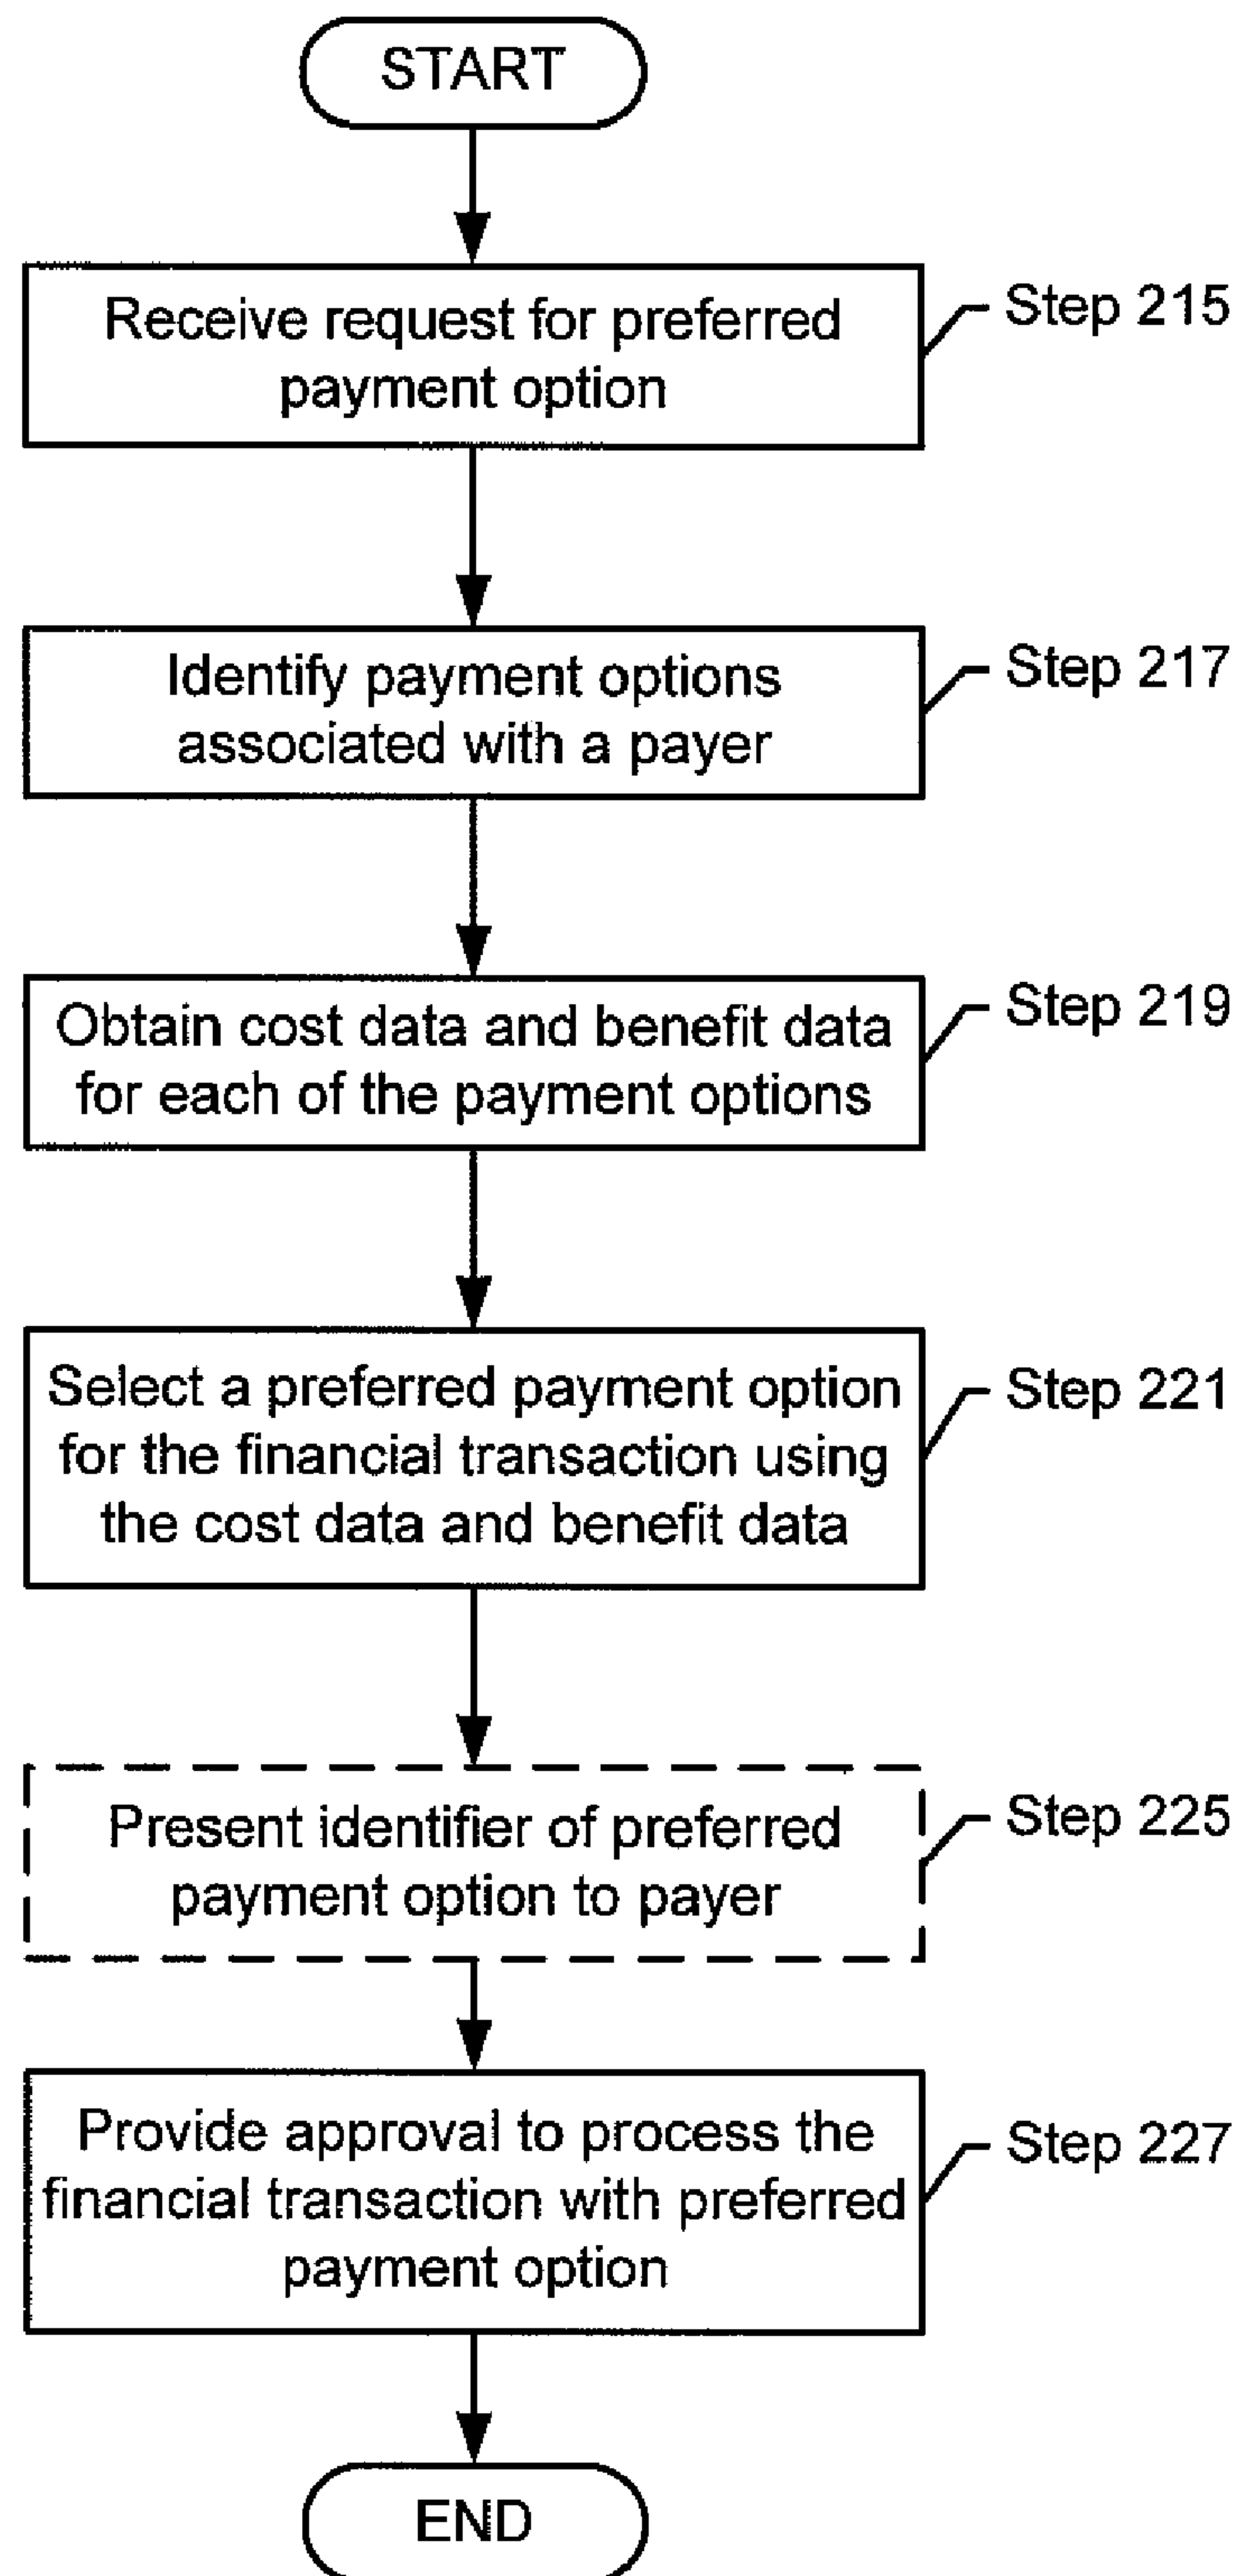 START
Receive request for preferred
payment option
Step 215
Identify payment options
associated with a payer
Step 217
Obtain cost data and benefit data
for each of the payment options
Step 219
Select a preferred payment option
for the financial transaction using
the cost data and benefit data
Step 221
Present identifier of preferred
payment option to payer
Step 225
Provide approval to process the
financial transaction with preferred
payment option
Step 227
END